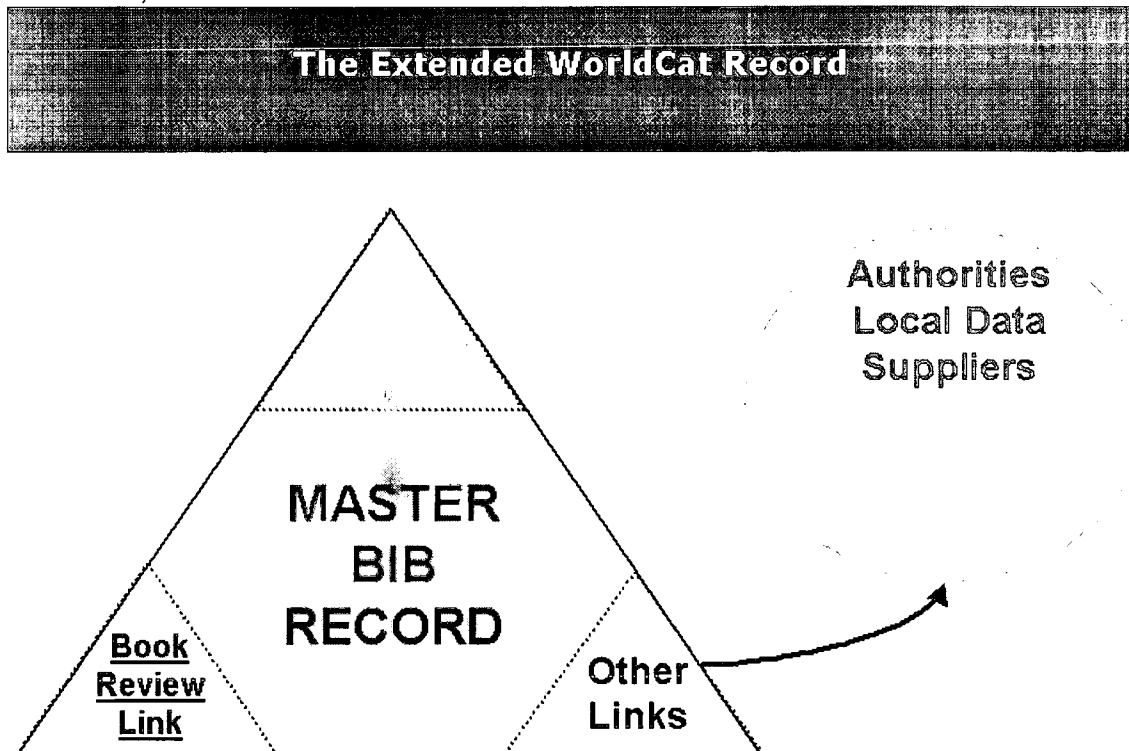 The Extended WorldCat Record
Authorities
Local Data
Suppliers
MASTER
BIB
RECORD
Book
Review
Link
Other
Links